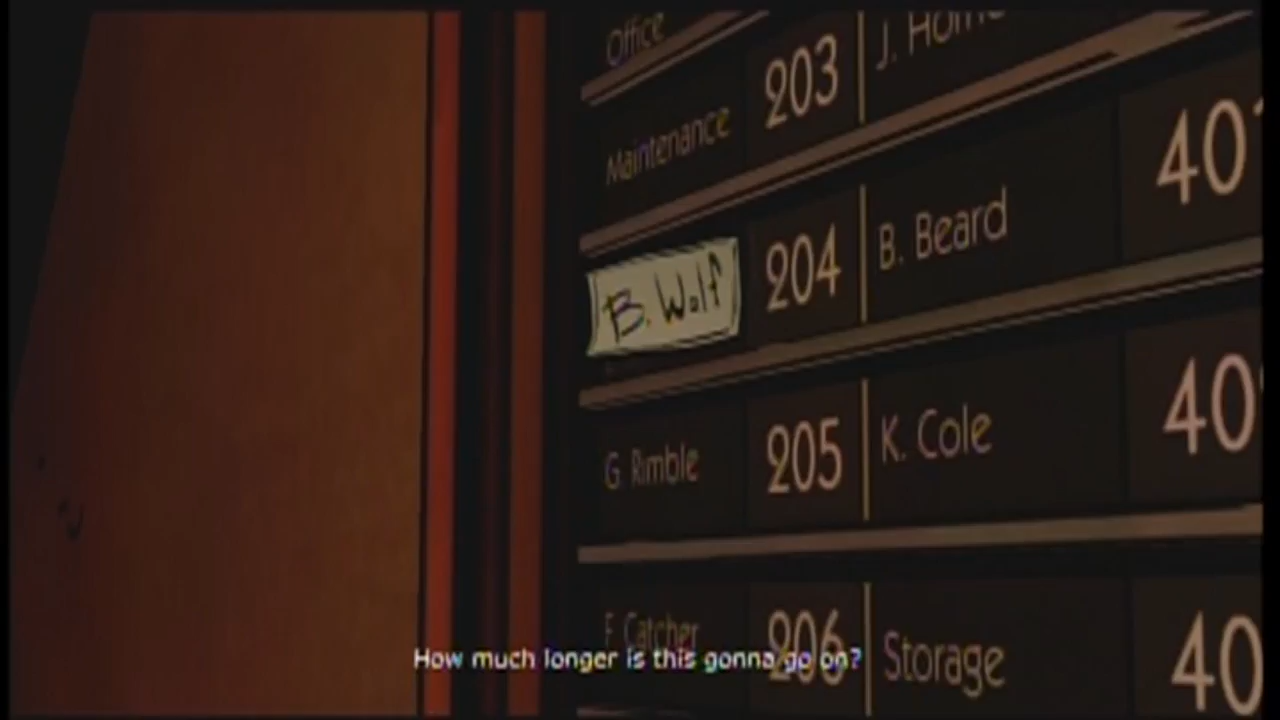 Office
Maintenance 203 J.
B. Wolf 204 B. Beard
G. Rimble 205 K. Cole
F. Catcher 206 Storage
How much longer is this gonna go on?